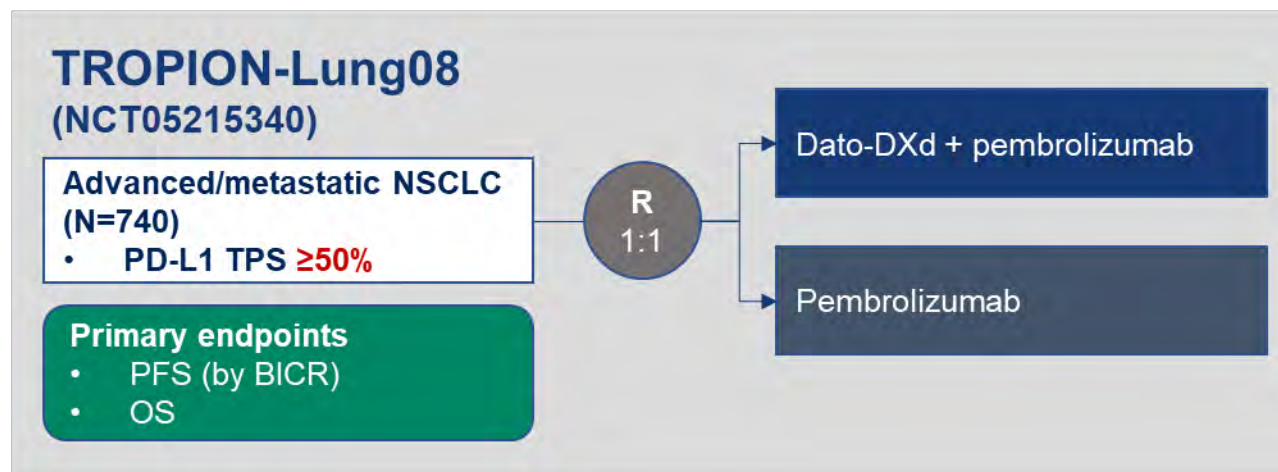 TROPION-Lung08
(NCT05215340)
Advanced/metastatic NSCLC
(N=740)
• PD-L1 TPS ≥50%
Primary endpoints
• PFS (by BICR)
• OS
R
1:1
Dato-DXd + pembrolizumab
Pembrolizumab